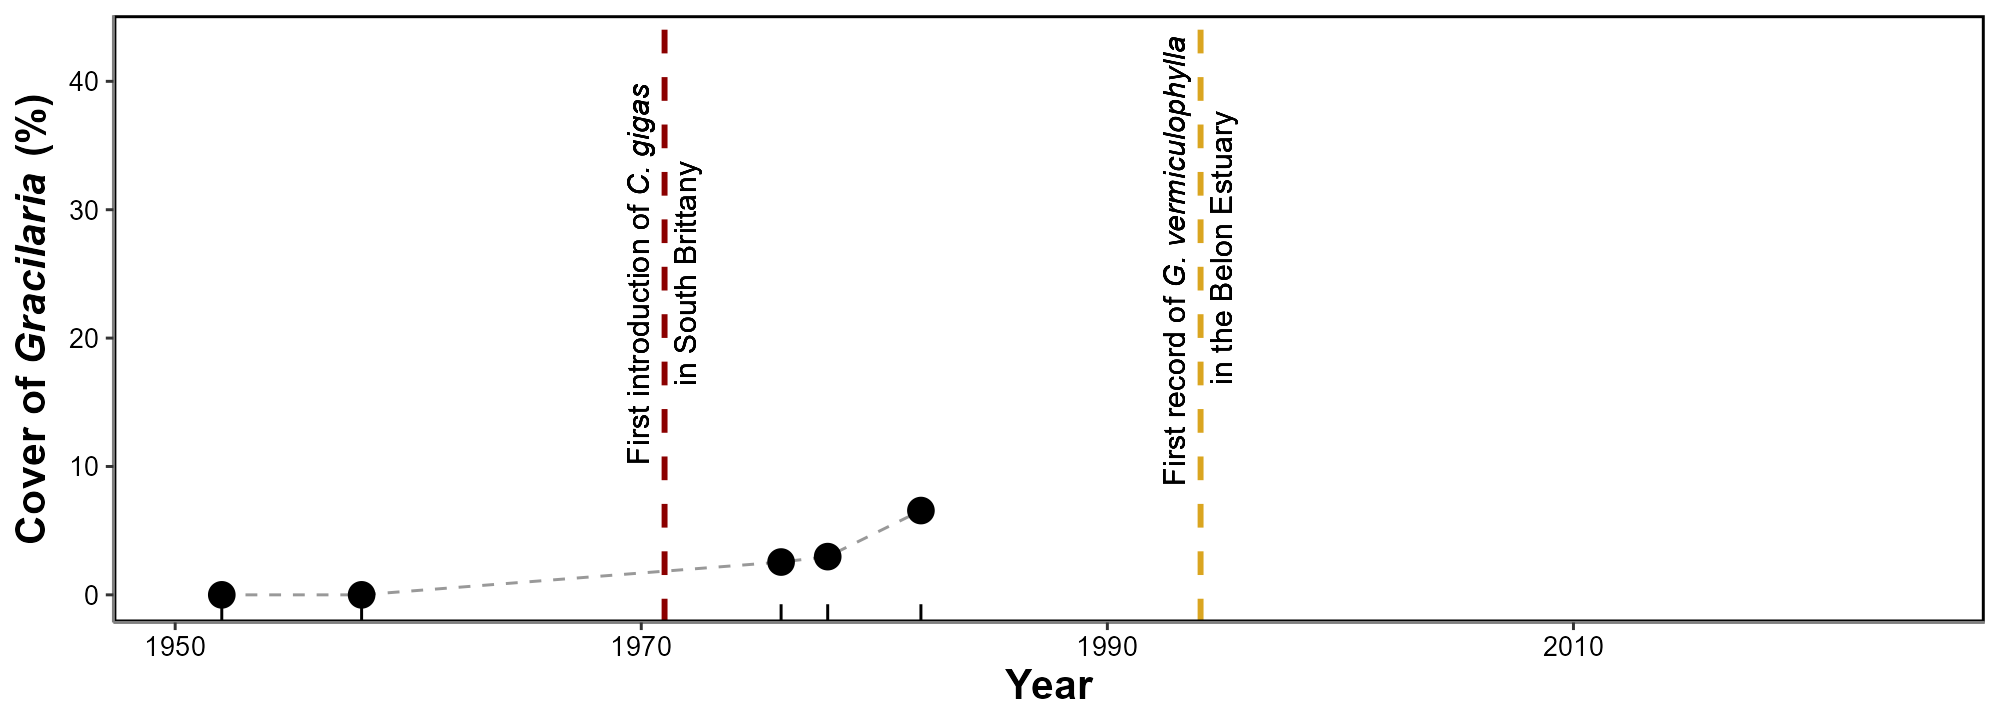 Cover of Gracilaria (%)
40
30
20
10
0
First introduction of C. gigas
in South Brittany
First record of G. vermiculophylla
in the Belon Estuary
1950
1970
1990
2010
Year